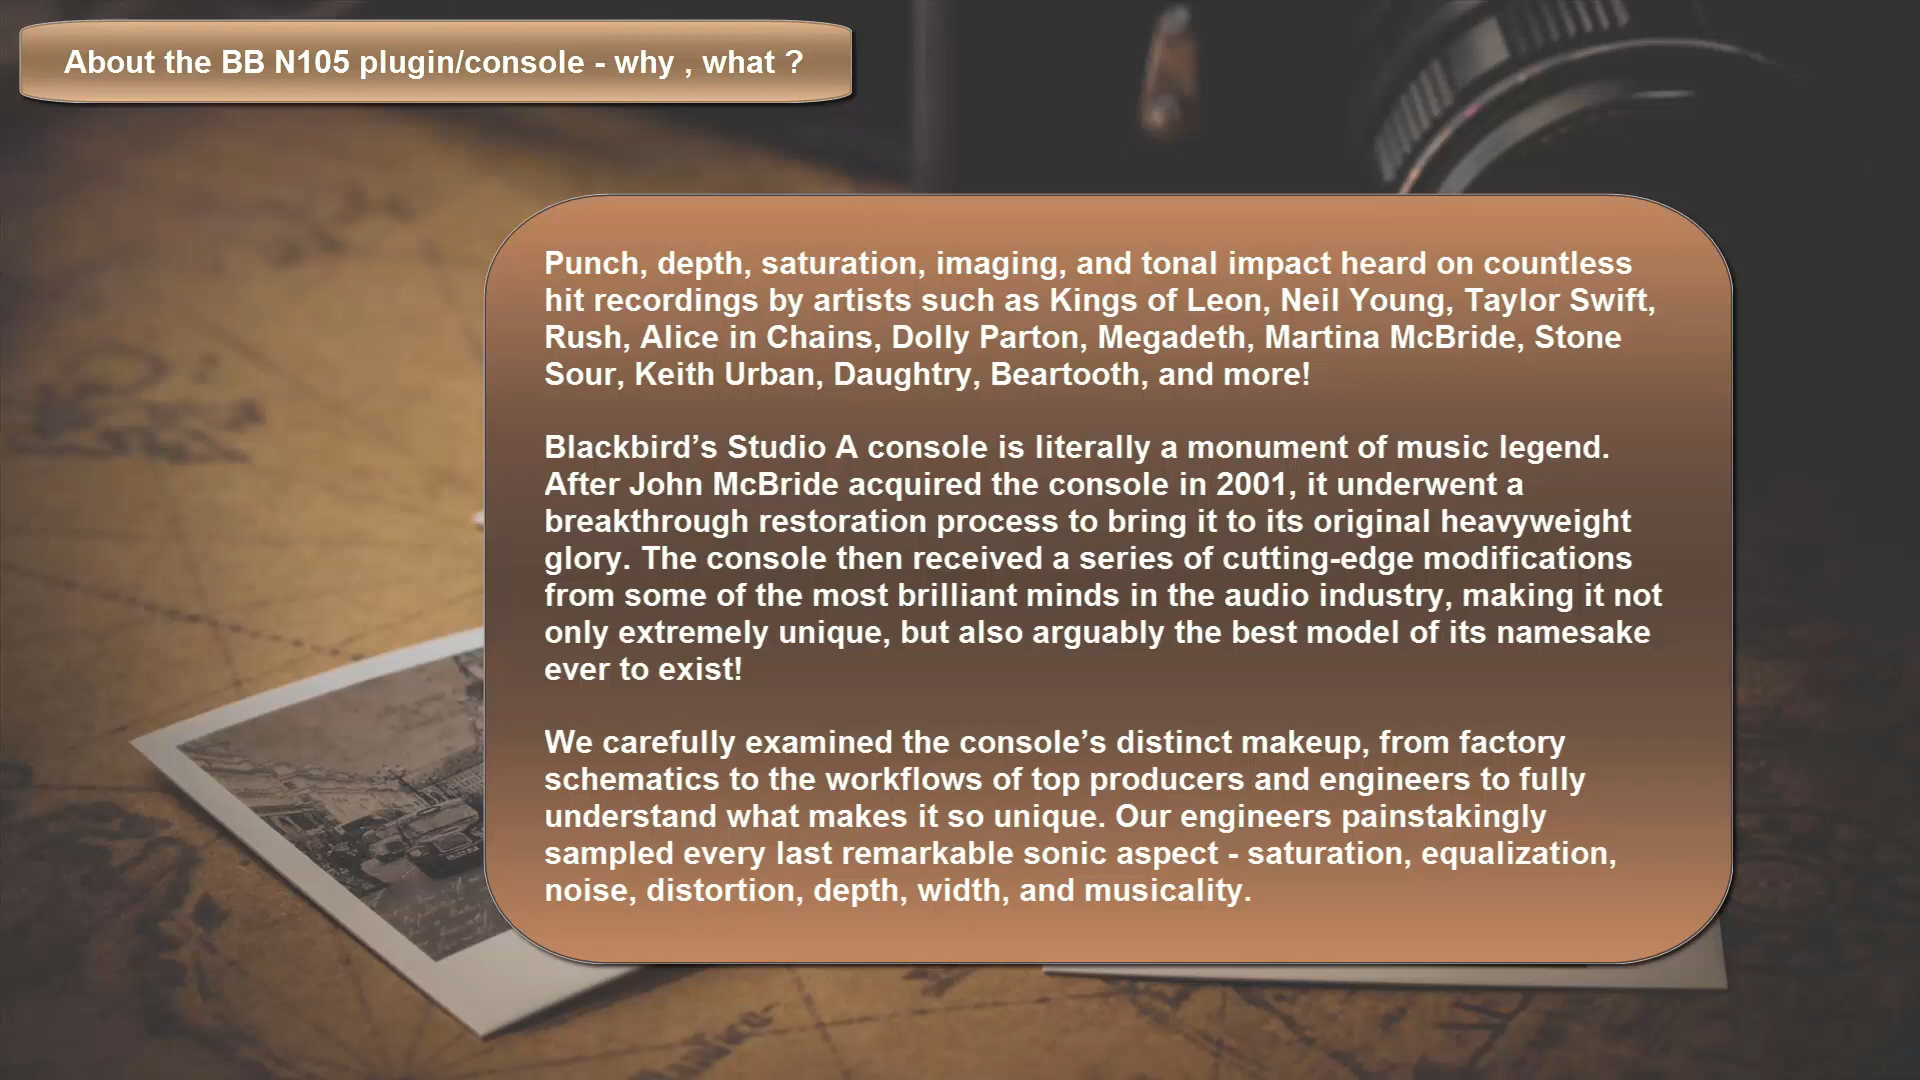 About the BB N105 plugin/console - why , what ?
Punch, depth, saturation, imaging, and tonal impact heard on countless
hit recordings by artists such as Kings of Leon, Neil Young, Taylor Swift,
Rush, Alice in Chains, Dolly Parton, Megadeth, Martina McBride, Stone
Sour, Keith Urban, Daughtry, Beartooth, and more!
Blackbird’s Studio A console is literally a monument of music legend.
After John McBride acquired the console in 2001, it underwent a
breakthrough restoration process to bring it to its original heavyweight
glory. The console then received a series of cutting-edge modifications
from some of the most brilliant minds in the audio industry, making it not
only extremely unique, but also arguably the best model of its namesake
ever to exist!
We carefully examined the console’s distinct makeup, from factory
schematics to the workflows of top producers and engineers to fully
understand what makes it so unique. Our engineers painstakingly
sampled every last remarkable sonic aspect - saturation, equalization,
noise, distortion, depth, width, and musicality.